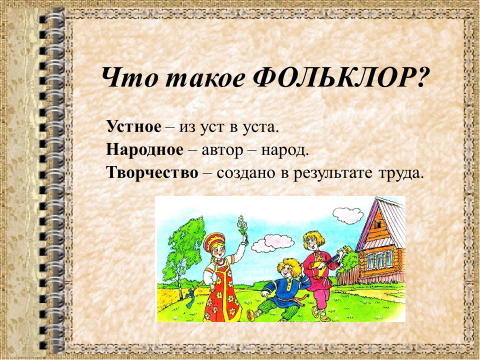 Что такое ФОЛЬКЛОР?
Устное – из уст в уста.
Народное – автор – народ.
Творчество – создано в результате труда.